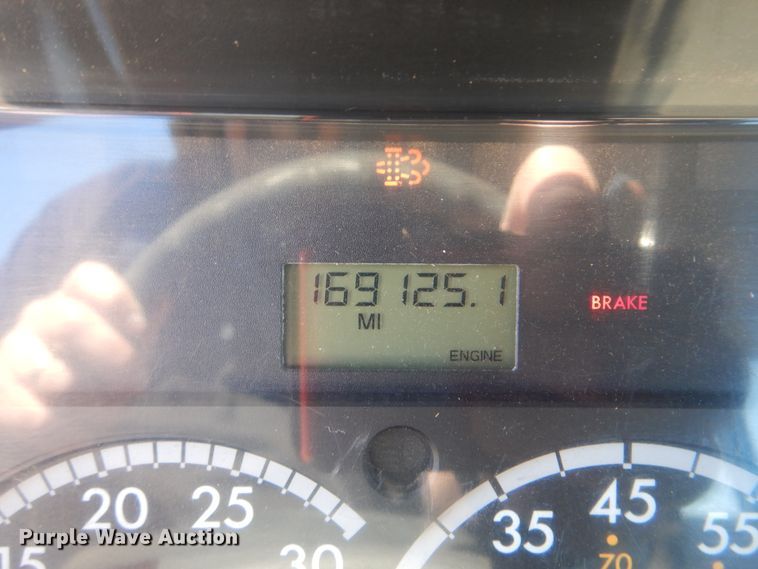 169125.1
MI
ENGINE
BRAKE
15 20 25 30
35 45 55
70
Purple Wave Auction